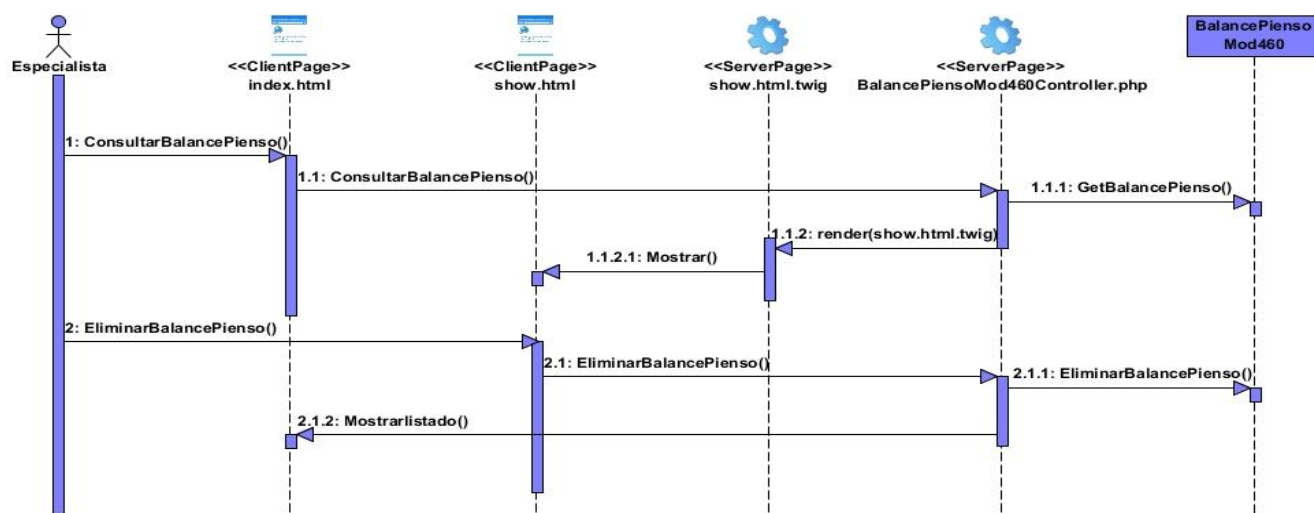 BalancePienso
Mod460
Especialista
<<ClientPage>>
index.html
<<ClientPage>>
show.html
<<ServerPage>>
show.html.twig
<<ServerPage>>
BalancePiensoMod460Controller.php
1: ConsultarBalancePienso()
1.1: ConsultarBalancePienso()
1.1.1: GetBalancePienso()
1.1.2: render(show.html.twig)
1.1.2.1: Mostrar()
2: EliminarBalancePienso()
2.1: EliminarBalancePienso()
2.1.1: EliminarBalancePienso()
2.1.2: Mostrarlistado()